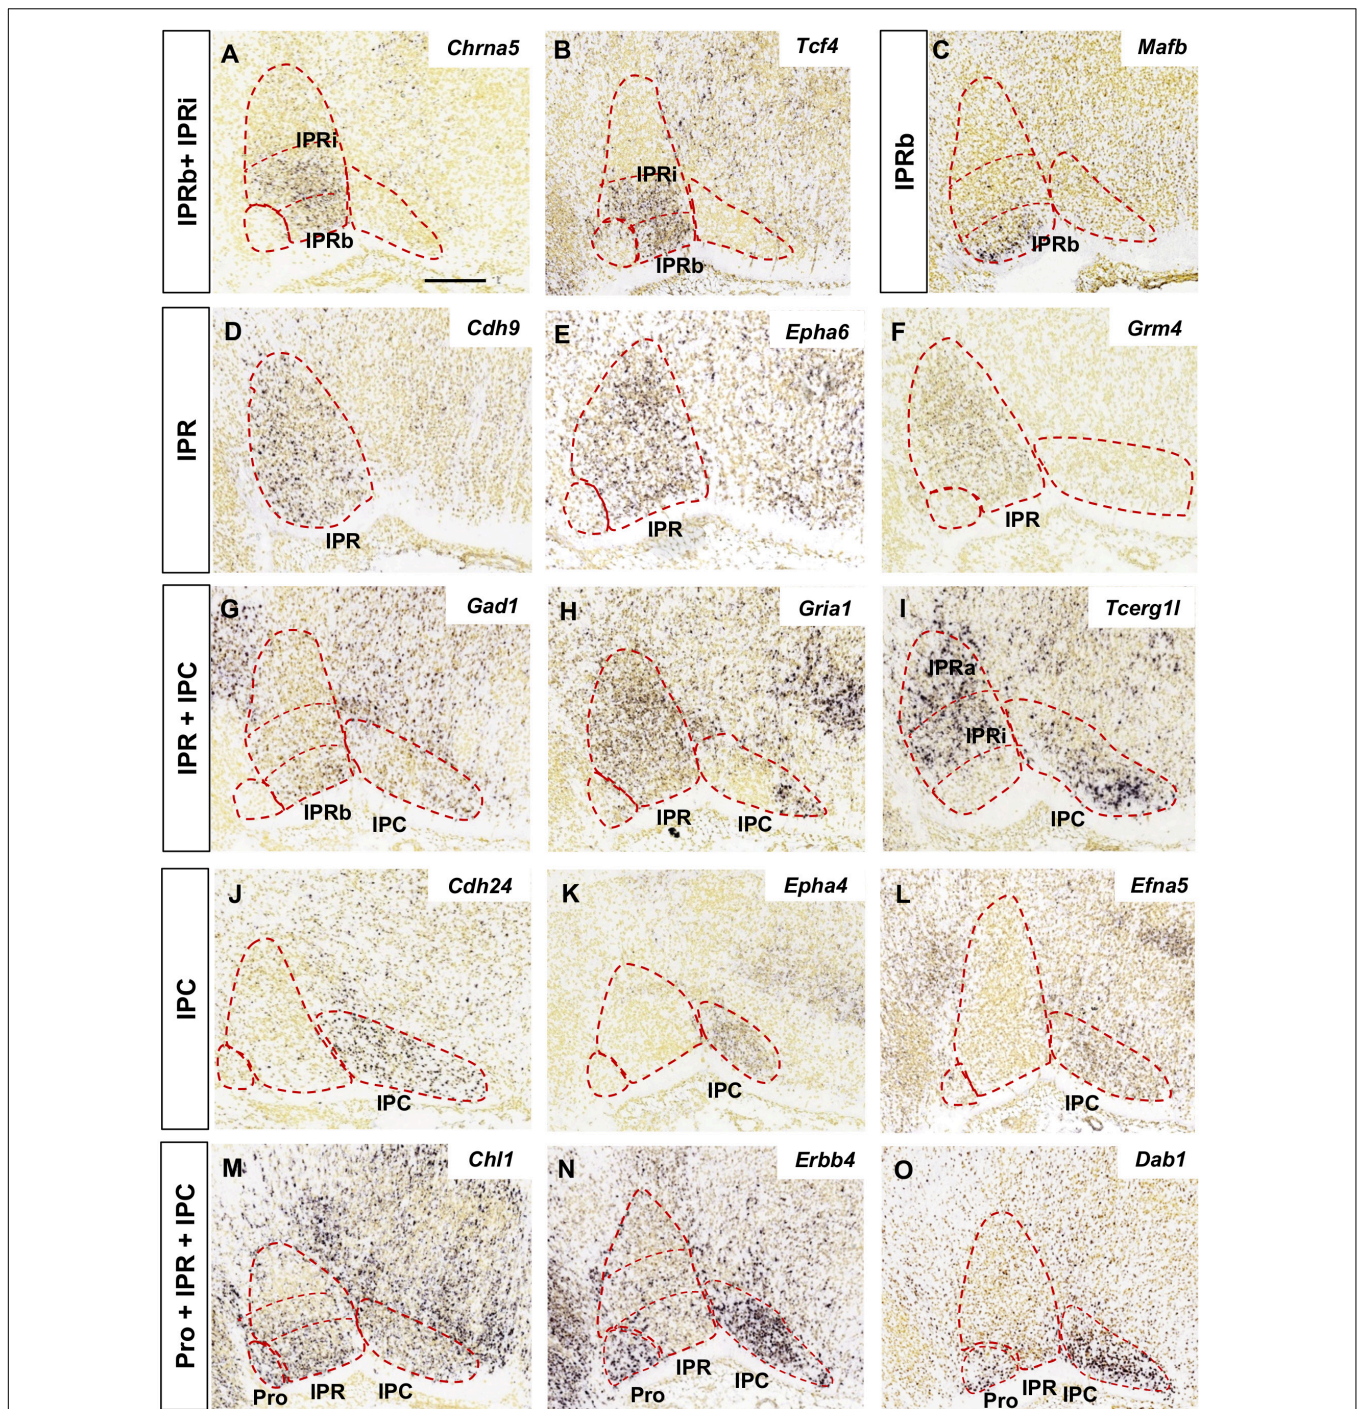 IPRb+ IPRi
A
Chrna5
IPRi
IPRb
B
Tcf4
IPRi
IPRb
IPRb
C
Mafb
IPRb
IPR
D
Cdh9
IPR
E
Epha6
IPR
F
Grm4
IPR
IPR + IPC
G
Gad1
IPRb
IPC
H
Gria1
IPR
IPC
I
Tcerg1l
IPRa
IPRi
IPC
IPC
J
Cdh24
IPC
K
Epha4
IPC
L
Efna5
IPC
Pro + IPR + IPC
M
Chl1
Pro
IPR
IPC
N
Erbb4
Pro
IPR
IPC
O
Dab1
Pro
IPR
IPC